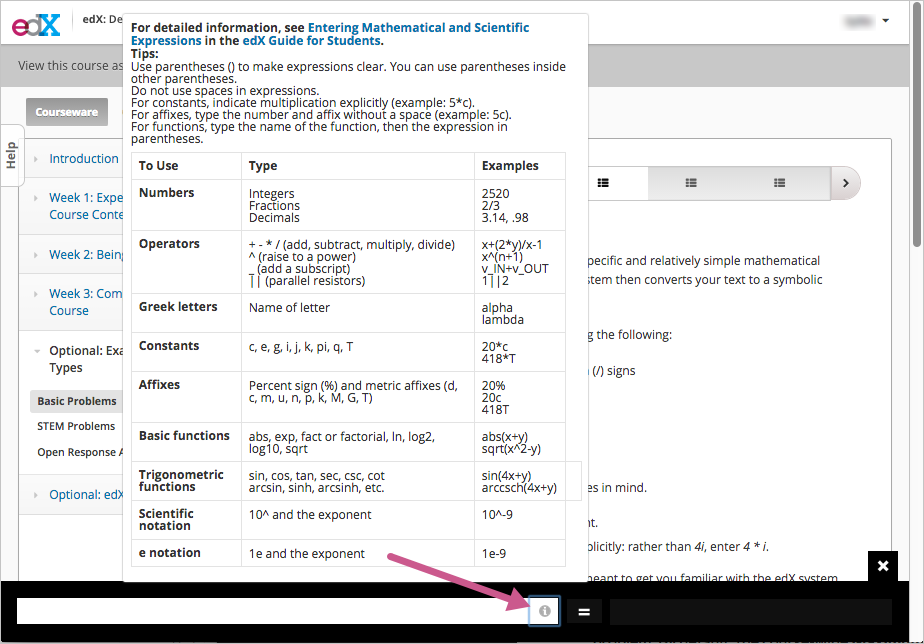 edX
edX: De
View this course as
Courseware
Help
Introduction
Week 1: Expe
Course Conte
Week 2: Bein
Week 3: Com
Course
Optional: Exa
Types
Basic Problems
STEM Problems
Open Response A
Optional: edX
For detailed information, see Entering Mathematical and Scientific
Expressions in the edX Guide for Students.
Tips:
Use parentheses () to make expressions clear. You can use parentheses inside
other parentheses.
Do not use spaces in expressions.
For constants, indicate multiplication explicitly (example: 5*c).
For affixes, type the number and affix without a space (example: 5c).
For functions, type the name of the function, then the expression in
parentheses.
To Use Type Examples
Numbers Integers 2520
Fractions 2/3
Decimals 3.14, .98
Operators + - * / (add, subtract, multiply, divide) x+(2*y)/x-1
^ (raise to a power) x^(n+1)
_ (add a subscript) v_IN+v_OUT
|| (parallel resistors) 1||2
Greek letters Name of letter alpha
lambda
Constants c, e, g, i, j, k, pi, q, T 20*c
418*T
Affixes Percent sign (%) and metric affixes (d, 20%
c, m, u, n, p, k, M, G, T) 20c
418T
Basic functions abs, exp, fact or factorial, ln, log2, abs(x+y)
log10, sqrt sqrt(x^2-y)
Trigonometric sin, cos, tan, sec, csc, cot sin(4x+y)
functions arcsin, sinh, arcsinh, etc. arccsch(4x+y)
Scientific 10^ and the exponent 10^-9
notation
e notation 1e and the exponent 1e-9
pecific and relatively simple mathematical
stem then converts your text to a symbolic
g the following:
(/) signs
es in mind.
nt.
plicitly: rather than 4i, enter 4 * i.
meant to get you familiar with the edX system
=